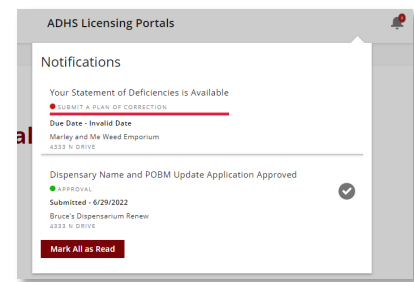 ADHS Licensing Portals
Notifications
Your Statement of Deficiencies is Available
SUBMIT A PLAN OF CORRECTION
Due Date - Invalid Date
Marley and Me Weed Emporium
4333 N DRIVE
al
Dispensary Name and POBM Update Application Approved
APPROVAL
Submitted - 6/29/2022
Bruce's Dispensarium Renew
4333 N DRIVE
Mark All as Read